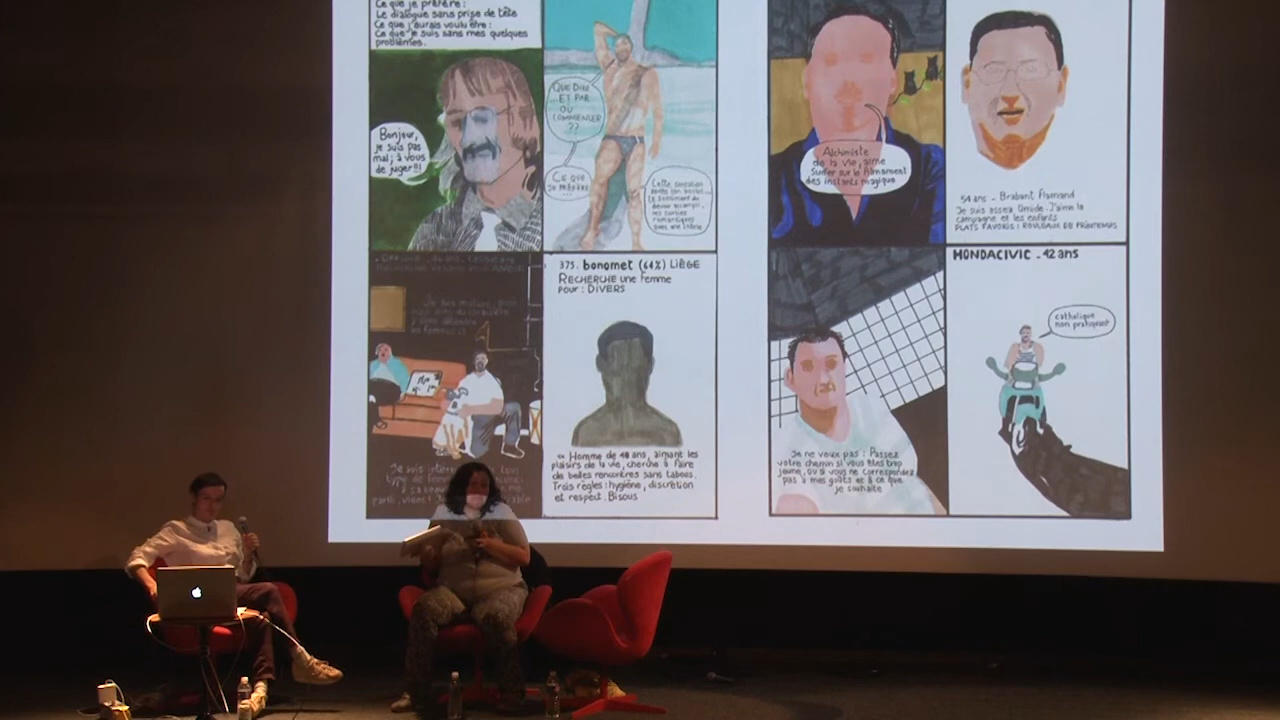 Ce que je préfère :
Le dialogue sans prise de tête
Ce que j'aurais voulu être :
Ce que je suis sans mes quelques
problèmes.
Bonjour,
je suis pas
mal ; à vous
de juger !!!
QUE DIRE
... ET PAR
OÙ
COMMENCER
??
CE QUE
JE PRÉFÈRE
Cette sensation
375. bonomet (64%) LIÈGE
RECHERCHE une Femme
pour : DIVERS
Homme de 48 ans, aimant les
plaisirs de la vie, cherche à faire
de belles rencontres sans tabous.
Trois règles : hygiène, discrétion
et respect. Bisous
Alchimiste
de la vie, aime
surfer sur le firmament
des instants magique
54 ans - Brabant Flamand
Je suis assez timide. J'aime la
campagne et les enfants
PLATS FAVORIS : ROULEAUX DE PRINTEMPS
Je ne veux pas : Passez
votre chemin si vous êtes trop
jeune, ou si vous ne correspondez
pas à mes goûts et à ce que
je souhaite
MONDACIVIC - 42 ans
catholique
non pratiquant